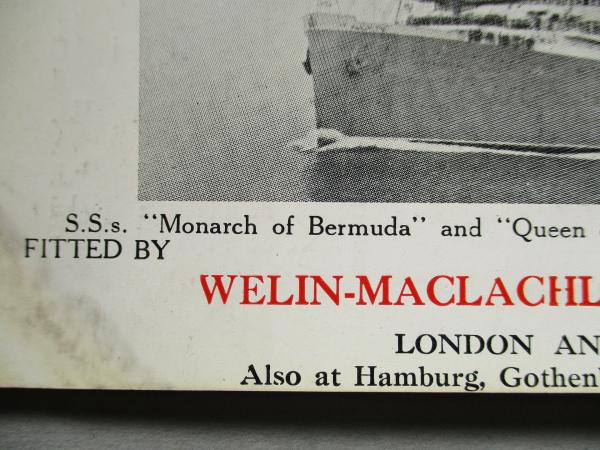 S.S.s. "Monarch of Bermuda" and "Queen
FITTED BY
WELIN-MACLACHL
LONDON AN
Also at Hamburg, Gothen